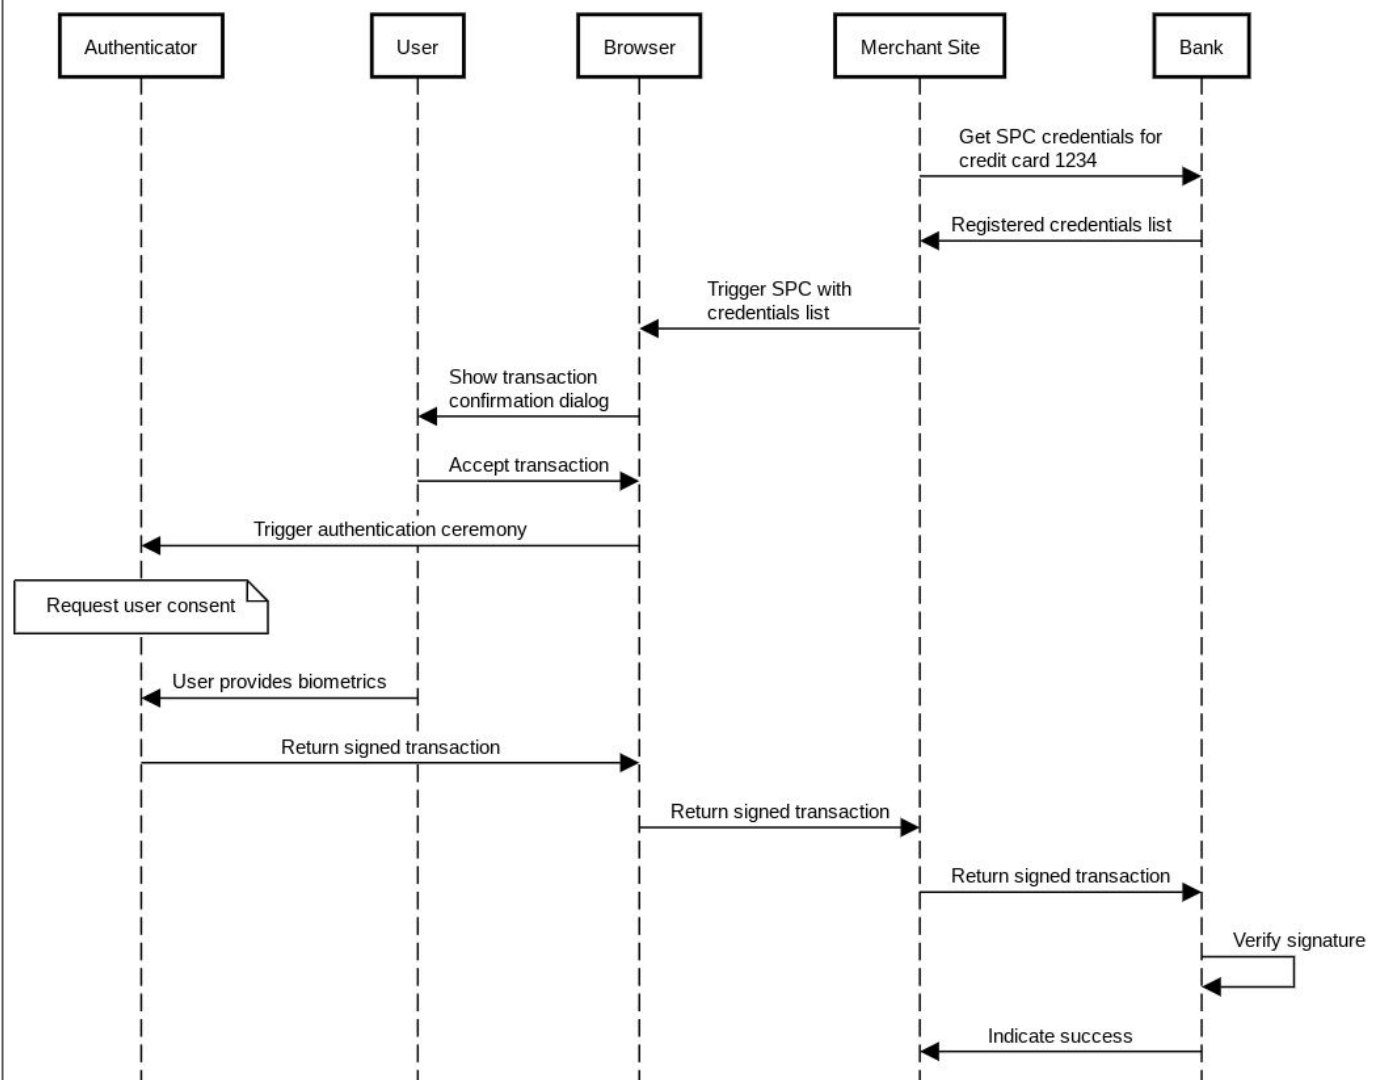 Authenticator
User
Browser
Merchant Site
Bank
Get SPC credentials for
credit card 1234
Registered credentials list
Trigger SPC with
credentials list
Show transaction
confirmation dialog
Accept transaction
Trigger authentication ceremony
Request user consent
User provides biometrics
Return signed transaction
Return signed transaction
Return signed transaction
Verify signature
Indicate success